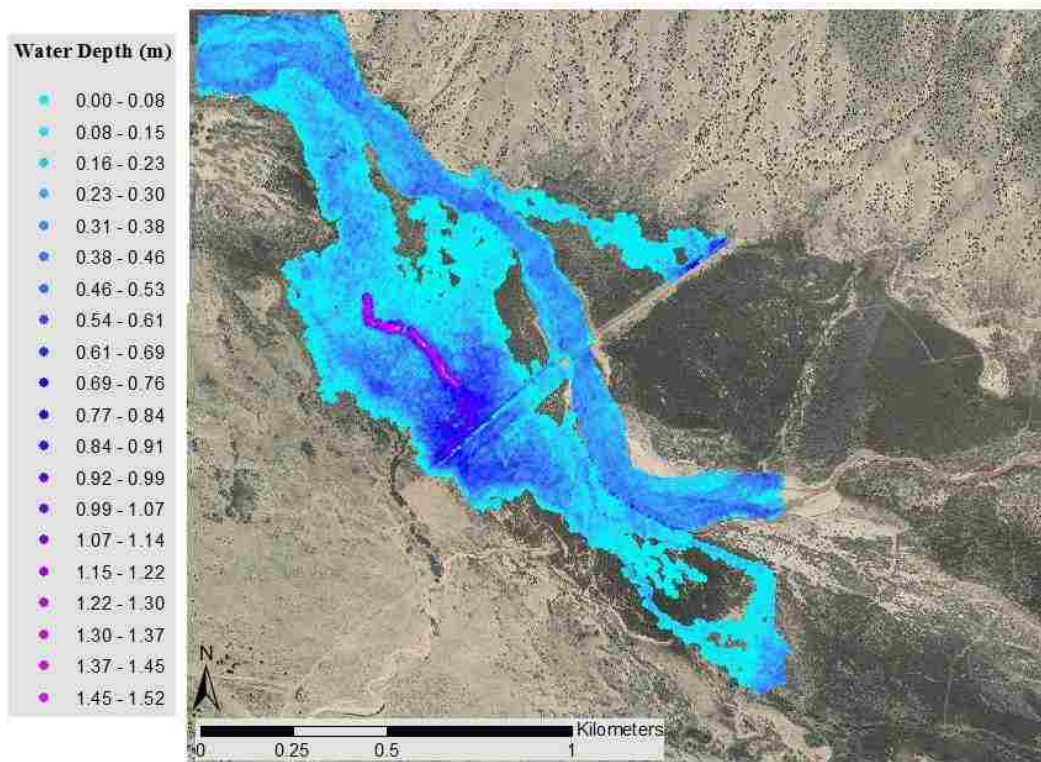 Water Depth (m)
0.00 - 0.08
0.08 - 0.15
0.16 - 0.23
0.23 - 0.30
0.31 - 0.38
0.38 - 0.46
0.46 - 0.53
0.54 - 0.61
0.61 - 0.69
0.69 - 0.76
0.77 - 0.84
0.84 - 0.91
0.92 - 0.99
0.99 - 1.07
1.07 - 1.14
1.15 - 1.22
1.22 - 1.30
1.30 - 1.37
1.37 - 1.45
1.45 - 1.52
N
Kilometers
0 0.25 0.5 1